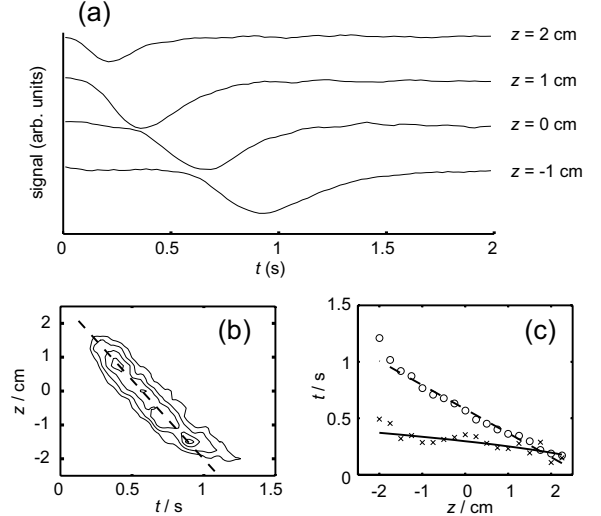 (a)
signal (arb. units)
z = 2 cm
z = 1 cm
z = 0 cm
z = -1 cm
0 0.5 1 1.5 2
t (s)
(b)
z / cm
2
1
0
-1
-2
0 0.5 1 1.5
t / s
(c)
t / s
1.5
1
0.5
0
-2 -1 0 1 2
z / cm